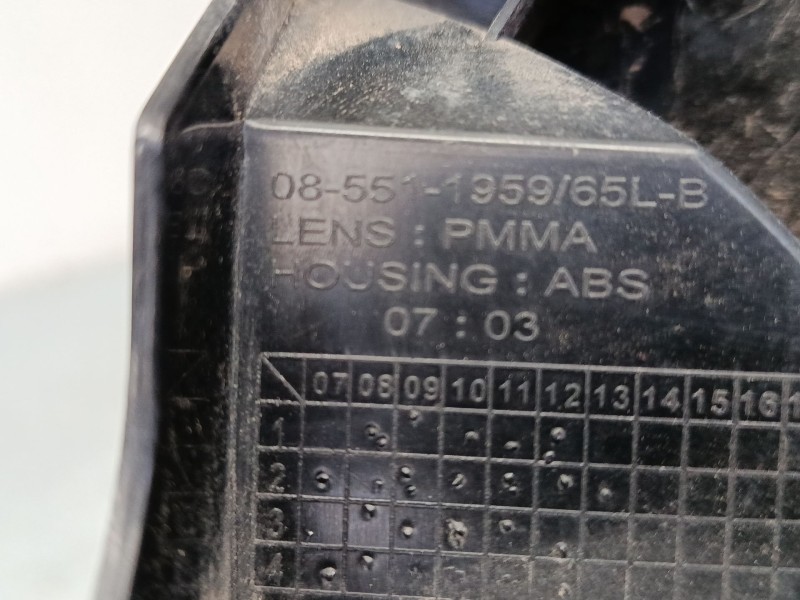 08-551-1959/65L-B
LENS : PMMA
HOUSING : ABS
07 : 03
07 08 09 10 11 12 13 14 15 16
1
2
3
4